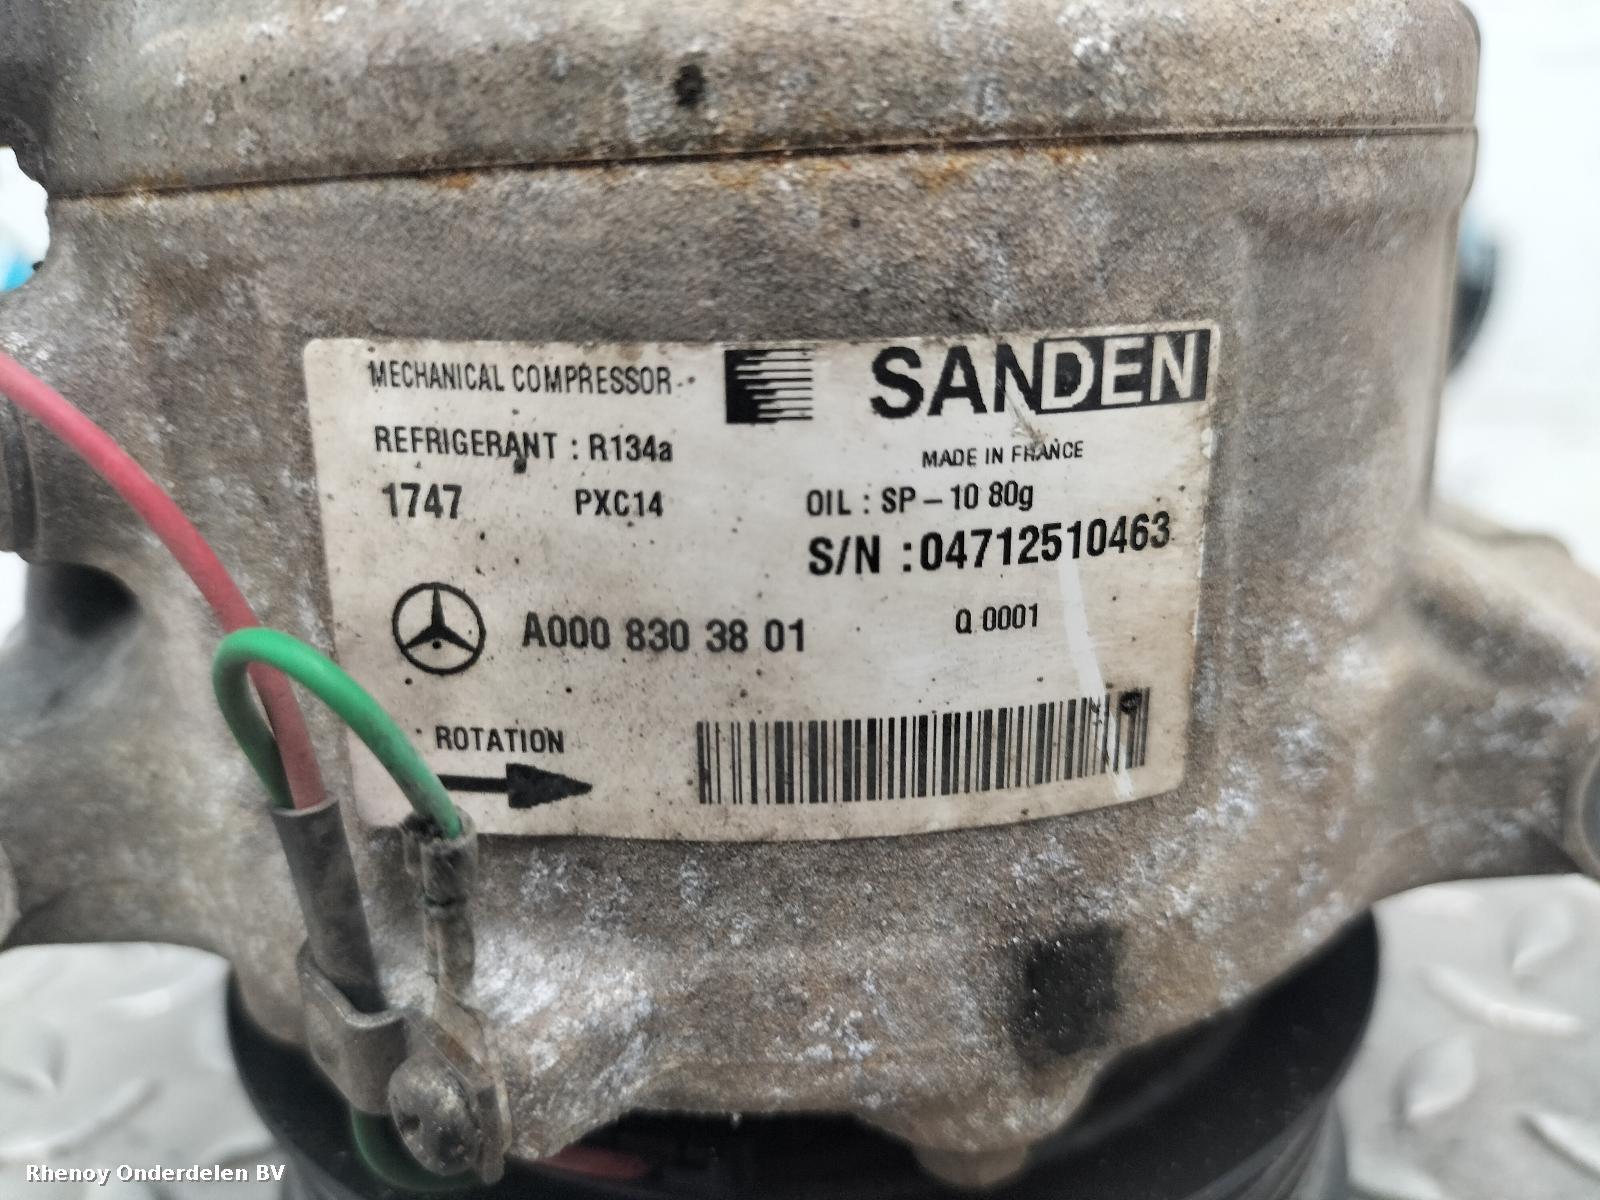 MECHANICAL COMPRESSOR
SANDEN
REFRIGERANT : R134a
MADE IN FRANCE
1747 PXC14 OIL : SP-10 80g
S/N :04712510463
A000 830 38 01 Q 0001
ROTATION
Rhenoy Onderdelen BV